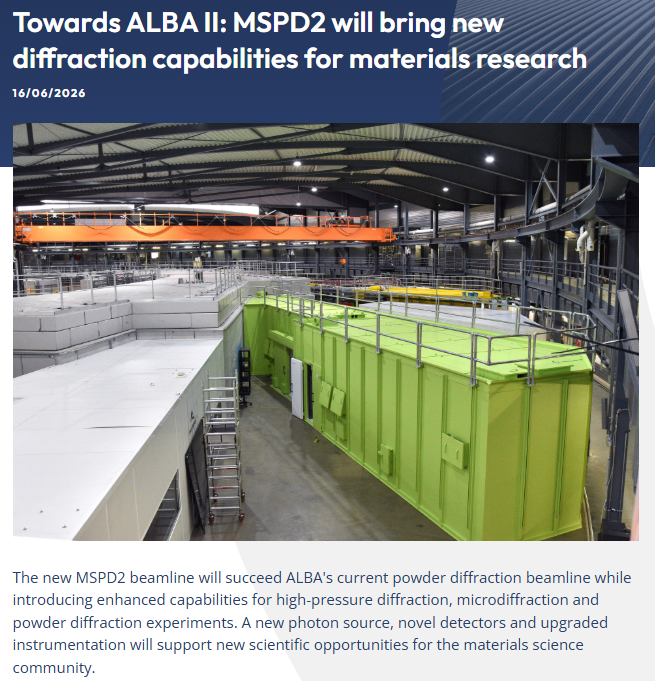 Towards ALBA II: MSPD2 will bring new
diffraction capabilities for materials research
16/06/2026
The new MSPD2 beamline will succeed ALBA's current powder diffraction beamline while
introducing enhanced capabilities for high-pressure diffraction, microdiffraction and
powder diffraction experiments. A new photon source, novel detectors and upgraded
instrumentation will support new scientific opportunities for the materials science
community.